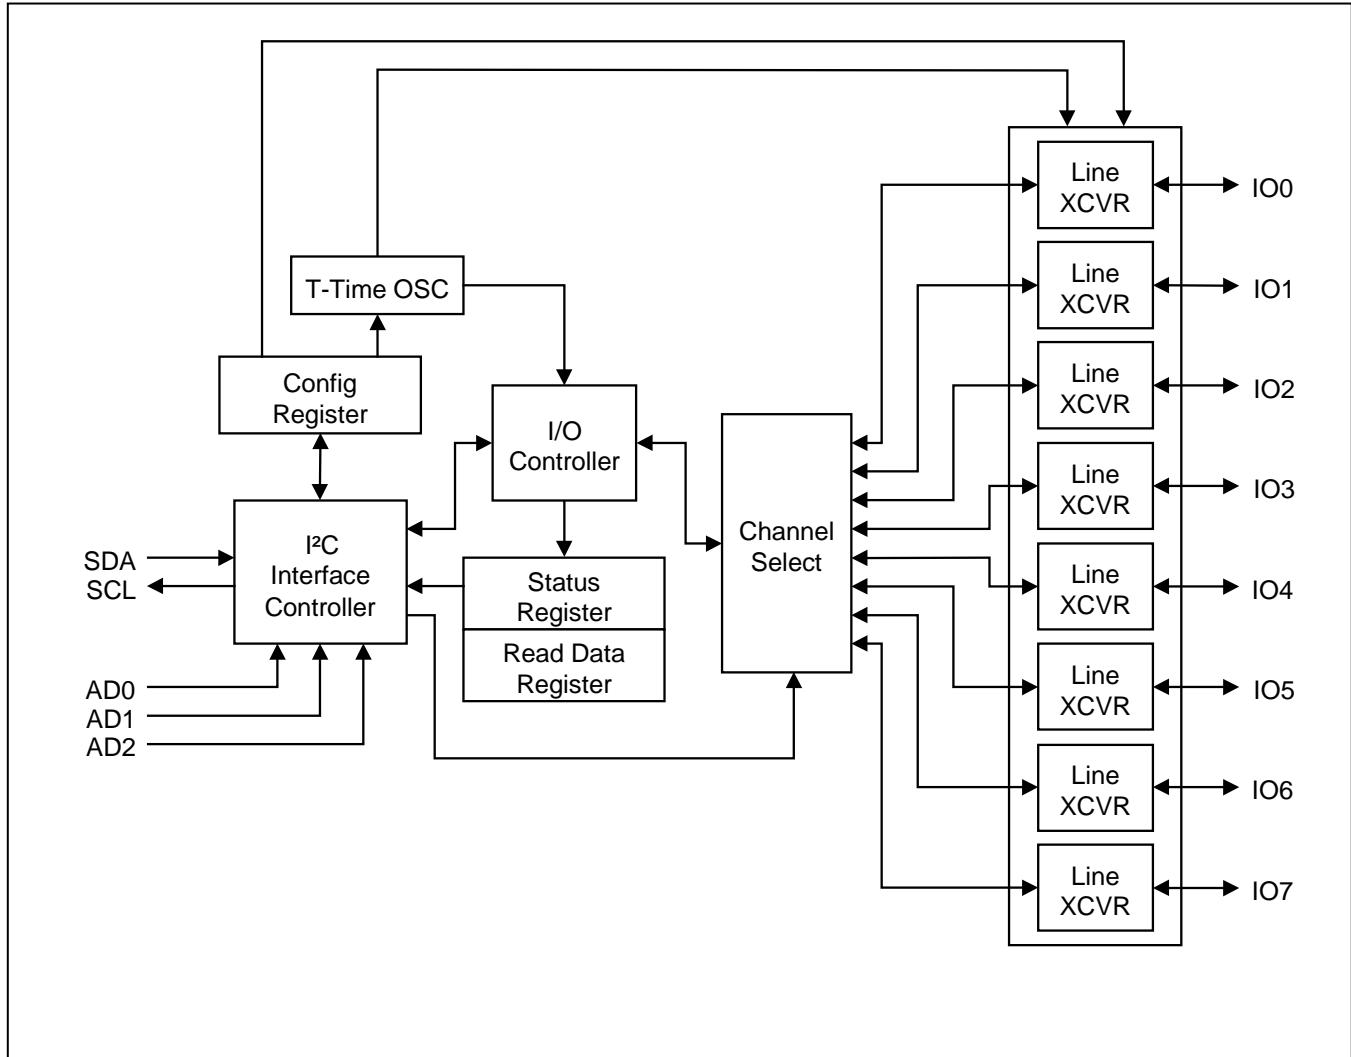 Line
XCVR
IO0
T-Time OSC
Line
XCVR
IO1
Config
Register
Line
XCVR
IO2
I/O
Controller
Line
XCVR
IO3
I²C
Interface
Controller
SDA
SCL
Channel
Select
Status
Register
Line
XCVR
IO4
Read Data
Register
AD0
AD1
AD2
Line
XCVR
IO5
Line
XCVR
IO6
Line
XCVR
IO7